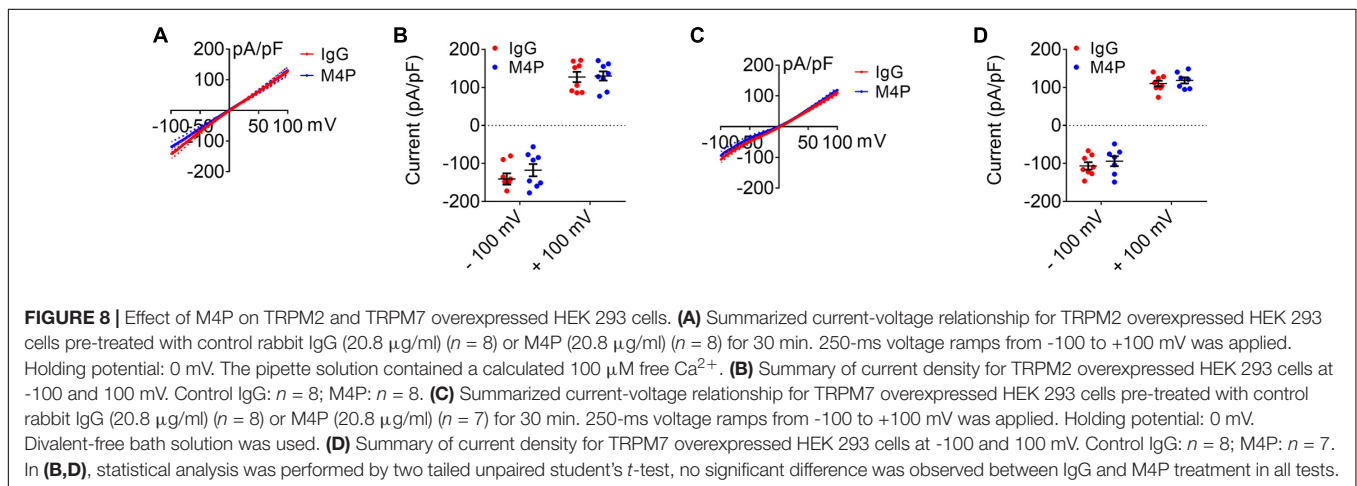 A
pA/pF
200
100
-100
-50
50
100
mV
-100
-200
IgG
M4P
B
IgG
M4P
Current (pA/pF)
200
100
0
-100
-200
- 100 mV
+ 100 mV
C
pA/pF
200
100
-100
-50
50
100
mV
-100
-200
IgG
M4P
D
IgG
M4P
Current (pA/pF)
200
100
0
-100
-200
- 100 mV
+ 100 mV
FIGURE 8 | Effect of M4P on TRPM2 and TRPM7 overexpressed HEK 293 cells. (A) Summarized current-voltage relationship for TRPM2 overexpressed HEK 293
cells pre-treated with control rabbit IgG (20.8 μg/ml) (n = 8) or M4P (20.8 μg/ml) (n = 8) for 30 min. 250-ms voltage ramps from -100 to +100 mV was applied.
Holding potential: 0 mV. The pipette solution contained a calculated 100 μM free Ca²⁺. (B) Summary of current density for TRPM2 overexpressed HEK 293 cells at
-100 and 100 mV. Control IgG: n = 8; M4P: n = 8. (C) Summarized current-voltage relationship for TRPM7 overexpressed HEK 293 cells pre-treated with control
rabbit IgG (20.8 μg/ml) (n = 8) or M4P (20.8 μg/ml) (n = 7) for 30 min. 250-ms voltage ramps from -100 to +100 mV was applied. Holding potential: 0 mV.
Divalent-free bath solution was used. (D) Summary of current density for TRPM7 overexpressed HEK 293 cells at -100 and 100 mV. Control IgG: n = 8; M4P: n = 7.
In (B,D), statistical analysis was performed by two tailed unpaired student's t-test, no significant difference was observed between IgG and M4P treatment in all tests.